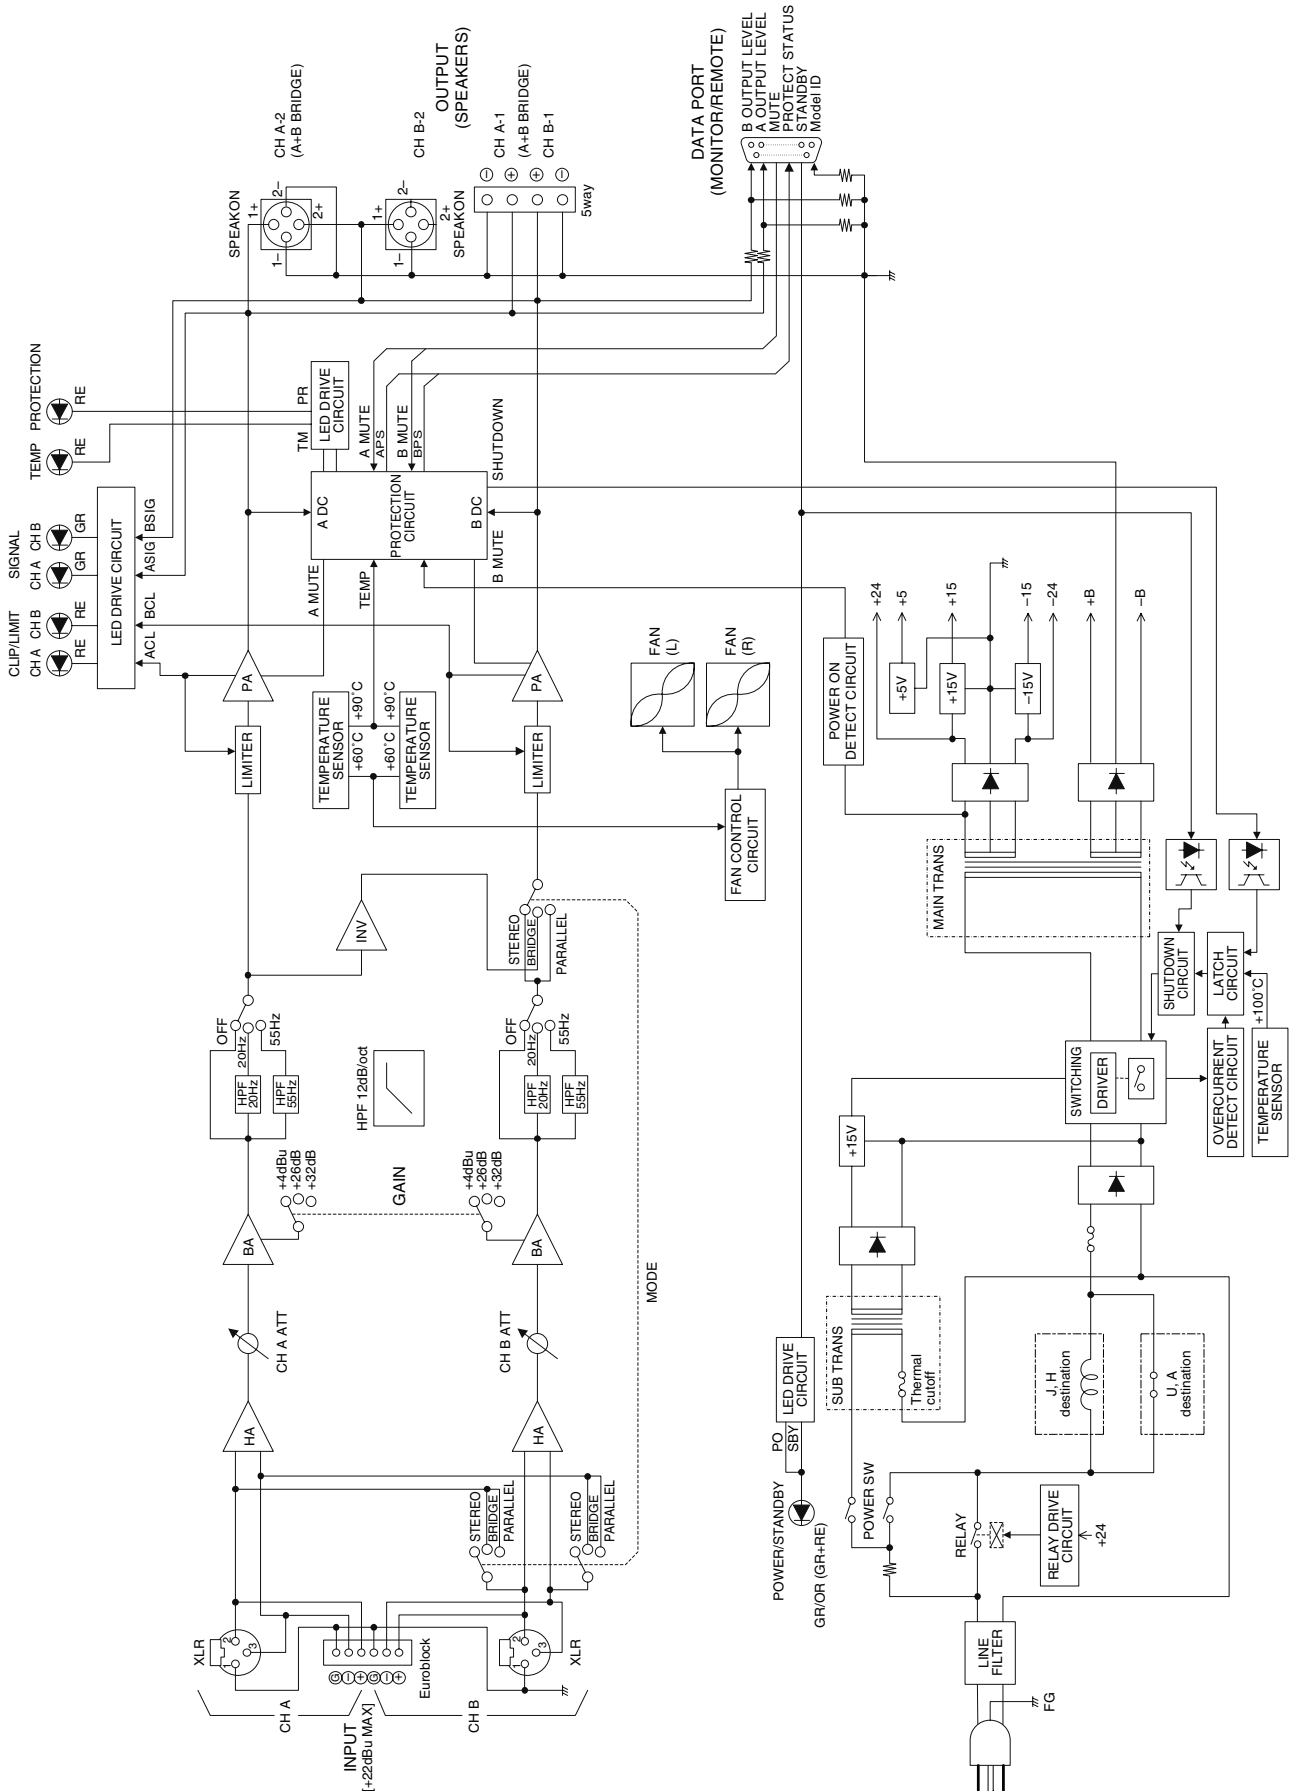 INPUT
[+22dBu MAX]
CH A
CH B
XLR
1
2
3
G
−
+
G
−
+
Euroblock
XLR
1
2
3
STEREO
BRIDGE
PARALLEL
STEREO
BRIDGE
PARALLEL
HA
HA
CH A ATT
CH B ATT
BA
BA
+4dBu
+26dB
+32dB
GAIN
+4dBu
+26dB
+32dB
MODE
HPF
20Hz
HPF
55Hz
OFF
20Hz
55Hz
HPF 12dB/oct
HPF
20Hz
HPF
55Hz
OFF
20Hz
55Hz
INV
STEREO
BRIDGE
PARALLEL
LIMITER
LIMITER
PA
PA
TEMPERATURE
SENSOR
+60˚C
+90˚C
TEMPERATURE
SENSOR
+60˚C
+90˚C
FAN CONTROL
CIRCUIT
FAN
(L)
FAN
(R)
CLIP/LIMIT
CH A
CH B
RE
RE
SIGNAL
CH A
CH B
GR
GR
TEMP
RE
PROTECTION
RE
LED DRIVE CIRCUIT
ACL
BCL
ASIG
BSIG
TM
PR
LED DRIVE
CIRCUIT
A MUTE
TEMP
B MUTE
A DC
PROTECTION
CIRCUIT
B DC
A MUTE
APS
B MUTE
BPS
SHUTDOWN
SPEAKON
1+
2−
1−
2+
CH A-2
(A+B BRIDGE)
SPEAKON
1+
2−
1−
2+
CH B-2
OUTPUT
(SPEAKERS)
−
+
+
−
5way
CH A-1
(A+B BRIDGE)
CH B-1
DATA PORT
(MONITOR/REMOTE)
B OUTPUT LEVEL
A OUTPUT LEVEL
MUTE
PROTECT STATUS
STANDBY
Model ID
POWER/STANDBY
GR/OR (GR+RE)
PO
SBY
LED DRIVE
CIRCUIT
FG
LINE
FILTER
POWER SW
RELAY
RELAY DRIVE
CIRCUIT
+24
SUB TRANS
Thermal
cutoff
J, H
destination
U, A
destination
+15V
SWITCHING
DRIVER
OVERCURRENT
DETECT CIRCUIT
TEMPERATURE
SENSOR
+100˚C
SHUTDOWN
CIRCUIT
LATCH
CIRCUIT
MAIN TRANS
POWER ON
DETECT CIRCUIT
+5V
+15V
−15V
+24
+5
+15
−15
−24
+B
−B